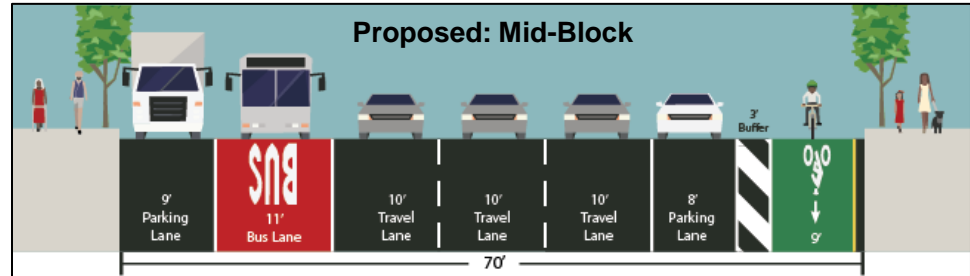 Proposed: Mid-Block
3'
Buffer
BUS
9'
Parking
Lane
11'
Bus Lane
10'
Travel
Lane
10'
Travel
Lane
10'
Travel
Lane
8'
Parking
Lane
9'
70'